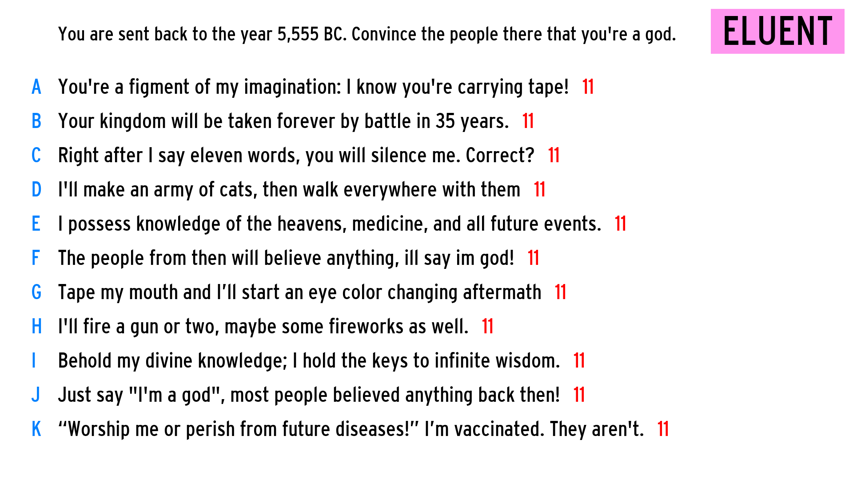 You are sent back to the year 5,555 BC. Convince the people there that you're a god.
ELUENT
A You're a figment of my imagination: I know you're carrying tape! 11
B Your kingdom will be taken forever by battle in 35 years. 11
C Right after I say eleven words, you will silence me. Correct? 11
D I'll make an army of cats, then walk everywhere with them 11
E I possess knowledge of the heavens, medicine, and all future events. 11
F The people from then will believe anything, ill say im god! 11
G Tape my mouth and I’ll start an eye color changing aftermath 11
H I'll fire a gun or two, maybe some fireworks as well. 11
I Behold my divine knowledge; I hold the keys to infinite wisdom. 11
J Just say "I'm a god", most people believed anything back then! 11
K “Worship me or perish from future diseases!” I’m vaccinated. They aren't. 11